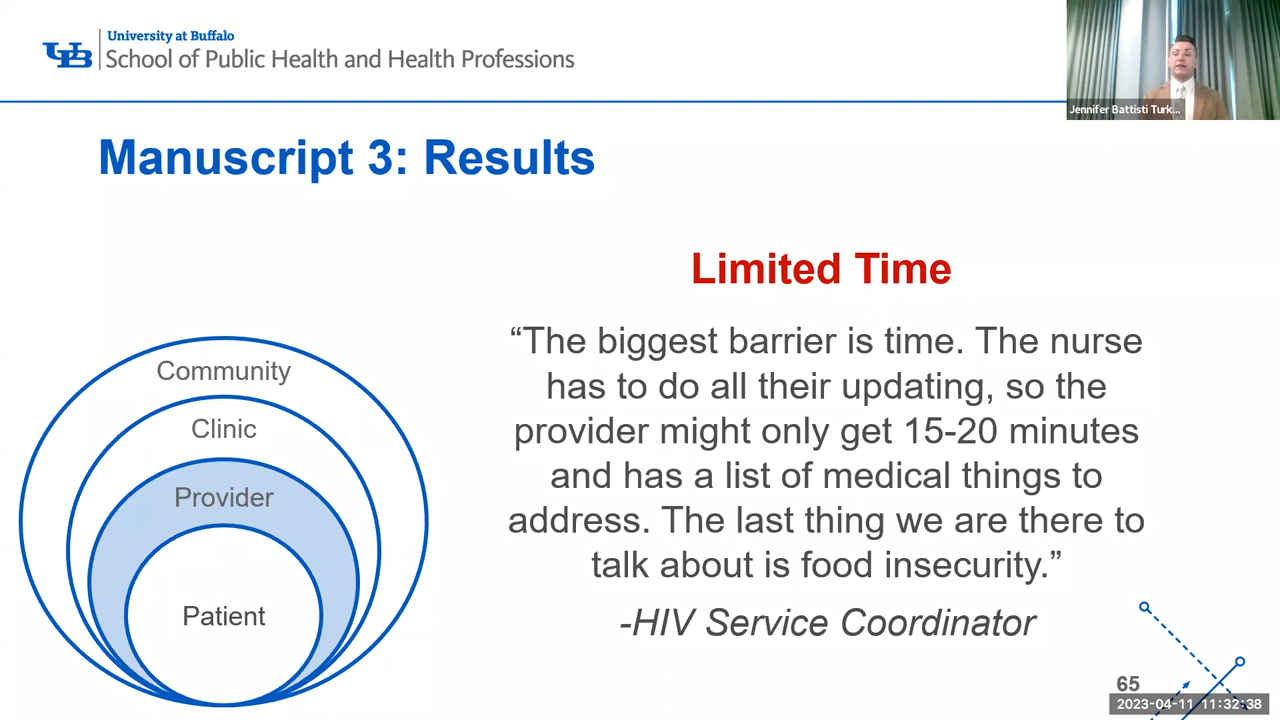 University at Buffalo
School of Public Health and Health Professions
Jennifer Battisti Turk...
Manuscript 3: Results
Limited Time
“The biggest barrier is time. The nurse
has to do all their updating, so the
provider might only get 15-20 minutes
and has a list of medical things to
address. The last thing we are there to
talk about is food insecurity.”
-HIV Service Coordinator
Community
Clinic
Provider
Patient
65
2023-04-11 11:32:38